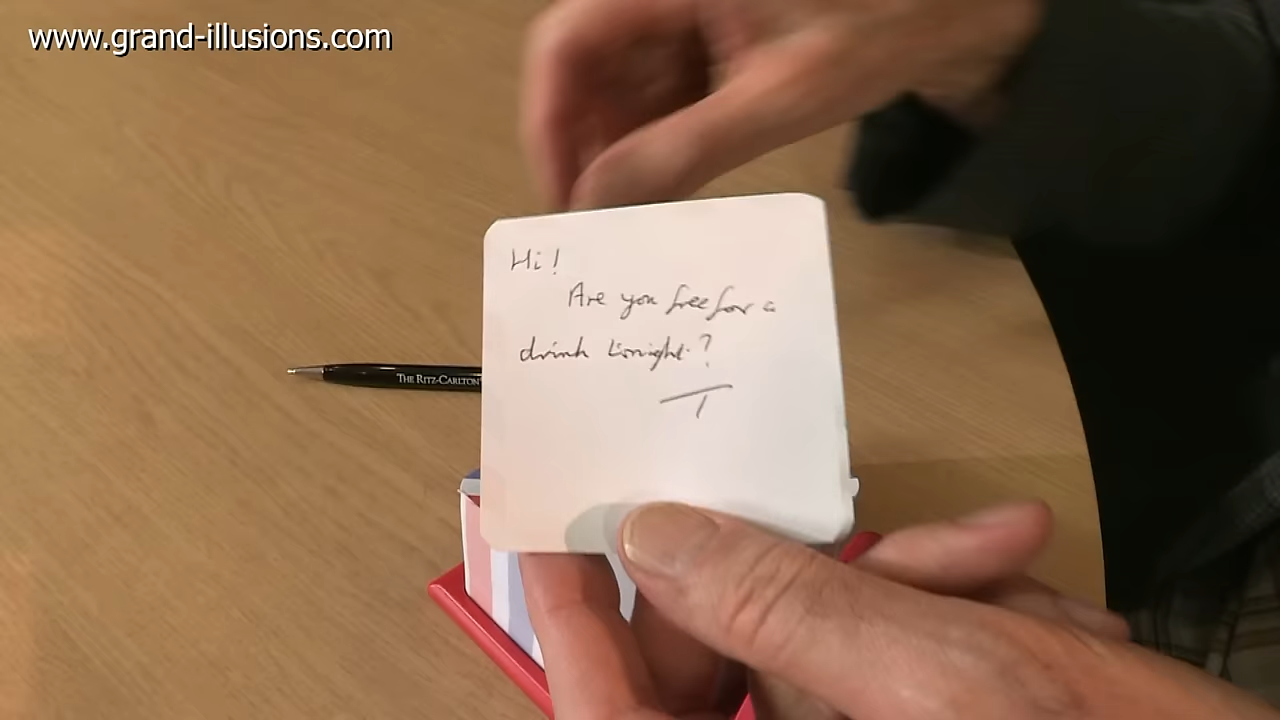 www.grand-illusions.com
Hi!
Are you free for a
drink tonight?
T
THE RITZ-CARLTON